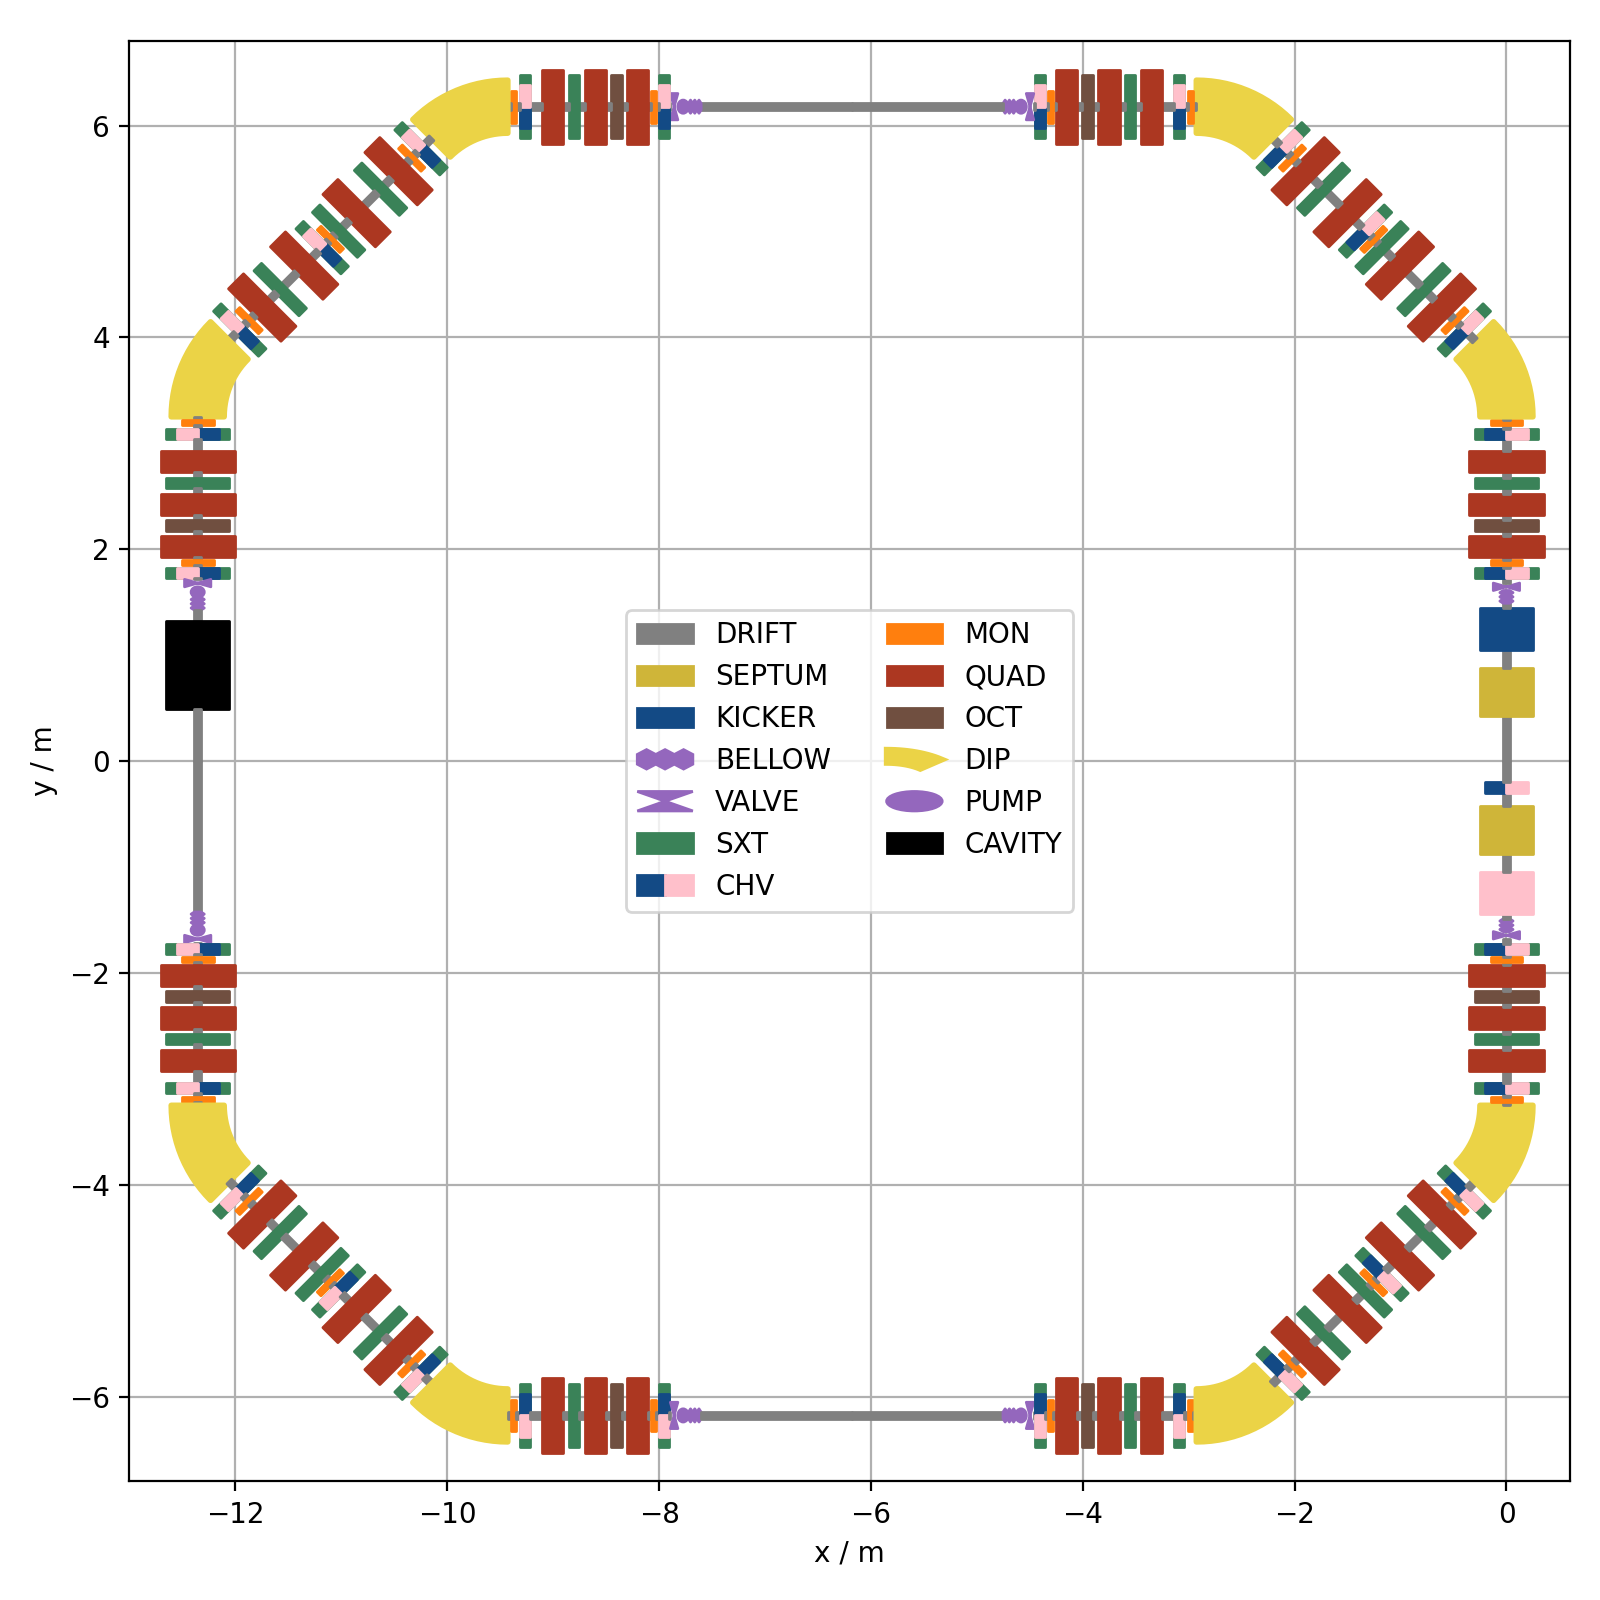 6
4
2
0
−2
−4
−6
y / m
DRIFT
SEPTUM
KICKER
BELLOW
VALVE
SXT
CHV
MON
QUAD
OCT
DIP
PUMP
CAVITY
−12 −10 −8 −6 −4 −2 0
x / m